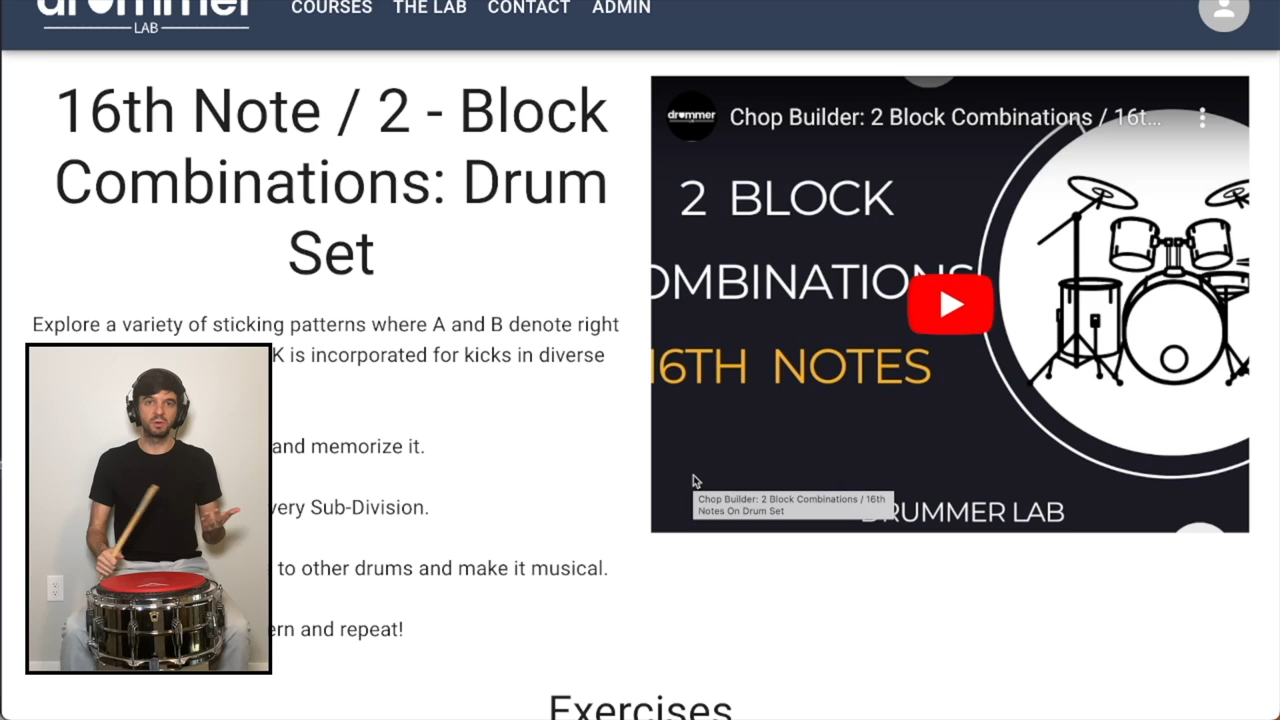 drummer
LAB
COURSES THE LAB CONTACT ADMIN
16th Note / 2 - Block
Combinations: Drum
Set
Explore a variety of sticking patterns where A and B denote right
K is incorporated for kicks in diverse
and memorize it.
very Sub-Division.
to other drums and make it musical.
ern and repeat!
drummer
Chop Builder: 2 Block Combinations / 16t...
2 BLOCK
OMBINATIONS
16TH NOTES
Chop Builder: 2 Block Combinations / 16th
Notes On Drum Set
DRUMMER LAB
Exercises